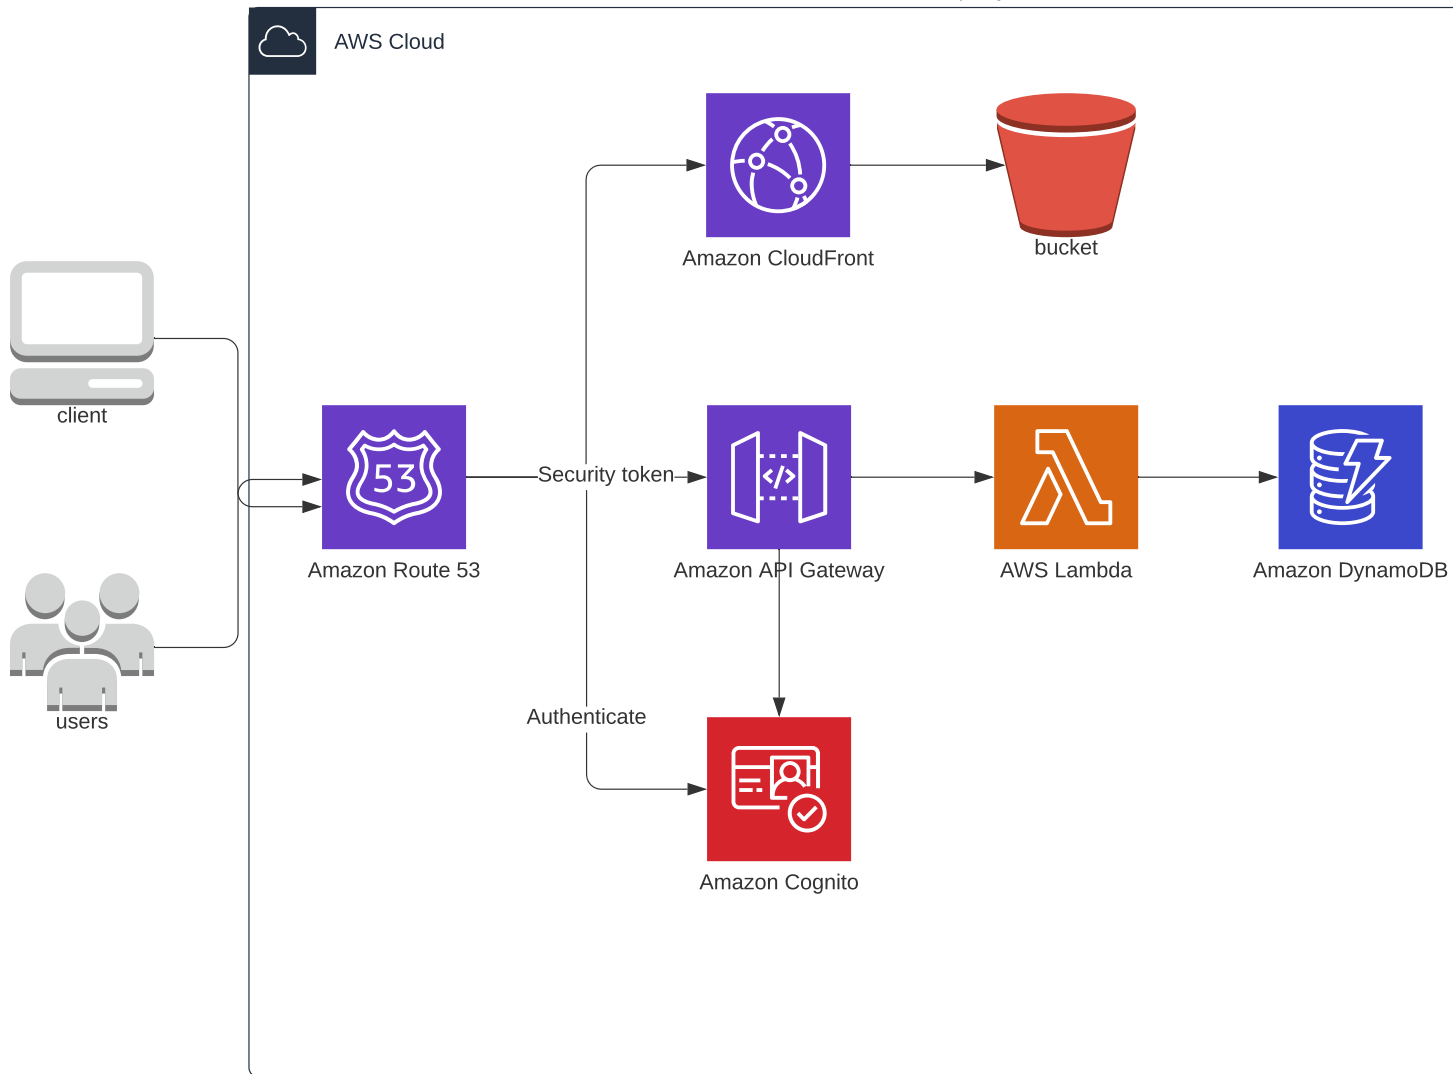 AWS Cloud
Amazon CloudFront
bucket
client
53
Security token
Amazon Route 53
Amazon API Gateway
AWS Lambda
Amazon DynamoDB
users
Authenticate
Amazon Cognito